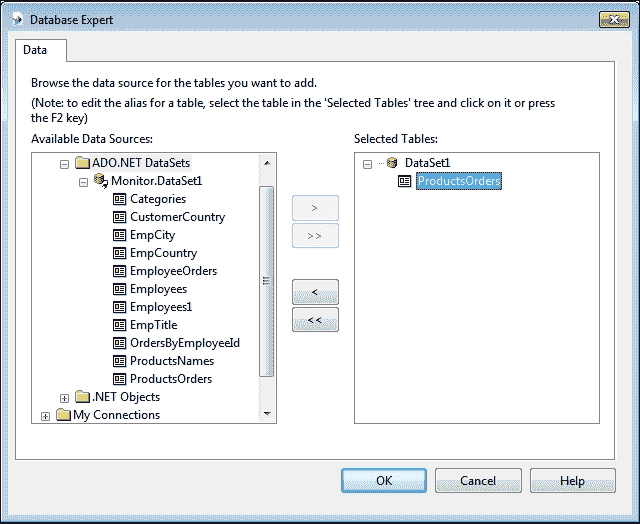 Database Expert
Data
Browse the data source for the tables you want to add.
(Note: to edit the alias for a table, select the table in the 'Selected Tables' tree and click on it or press
the F2 key)
Available Data Sources:
ADO.NET DataSets
Monitor.DataSet1
Categories
CustomerCountry
EmpCity
EmpCountry
EmployeeOrders
Employees
Employees1
EmpTitle
OrdersByEmployeeId
ProductsNames
ProductsOrders
.NET Objects
My Connections
>
>>
<
<<
Selected Tables:
DataSet1
ProductsOrders
OK
Cancel
Help